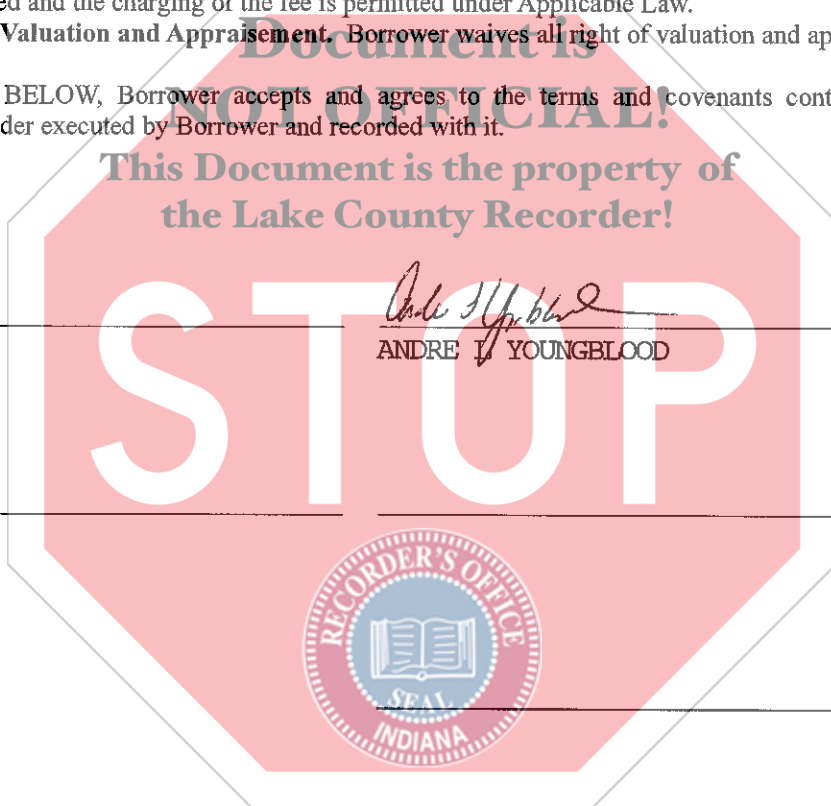 ed and the charging of the fee is permitted under Applicable Law.
Valuation and Appraisement. Borrower waives all right of valuation and ap
Document is
BELOW, Borrower accepts and agrees to the terms and covenants cont
NOT OFFICIAL!
der executed by Borrower and recorded with it.
This Document is the property of
the Lake County Recorder!
ANDRE L YOUNGBLOOD
STOP
RECORDER'S OFFICE
SEAL
INDIANA